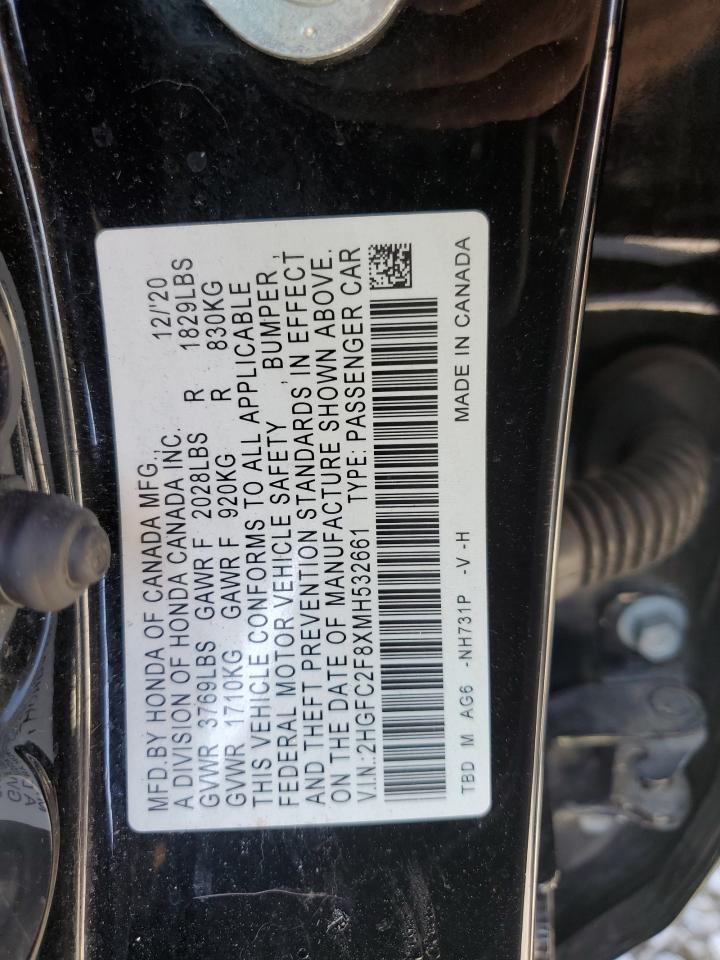 MFD.BY HONDA OF CANADA MFG.,
A DIVISION OF HONDA CANADA INC. 12/'20
GVWR 3769LBS GAWR F 2028LBS R 1829LBS
GVWR 1710KG GAWR F 920KG R 830KG
THIS VEHICLE CONFORMS TO ALL APPLICABLE
FEDERAL MOTOR VEHICLE SAFETY, BUMPER,
AND THEFT PREVENTION STANDARDS IN EFFECT
ON THE DATE OF MANUFACTURE SHOWN ABOVE.
V.I.N.:2HGFC2F8XMH532661 TYPE: PASSENGER CAR
TBD M AG6 -NH731P -V -H MADE IN CANADA